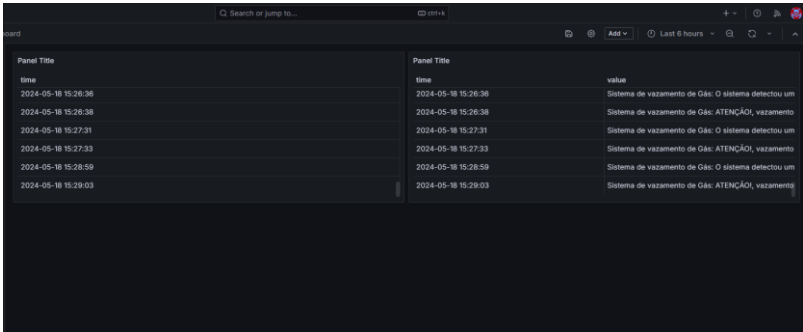 Search or jump to... ctrl+k
board Add Last 6 hours
Panel Title
time
2024-05-18 15:26:36
2024-05-18 15:26:38
2024-05-18 15:27:31
2024-05-18 15:27:33
2024-05-18 15:28:59
2024-05-18 15:29:03
Panel Title
time value
2024-05-18 15:26:36 Sistema de vazamento de Gás: O sistema detectou um
2024-05-18 15:26:38 Sistema de vazamento de Gás: ATENÇÃO!, vazamento
2024-05-18 15:27:31 Sistema de vazamento de Gás: O sistema detectou um
2024-05-18 15:27:33 Sistema de vazamento de Gás: ATENÇÃO!, vazamento
2024-05-18 15:28:59 Sistema de vazamento de Gás: O sistema detectou um
2024-05-18 15:29:03 Sistema de vazamento de Gás: ATENÇÃO!, vazamento